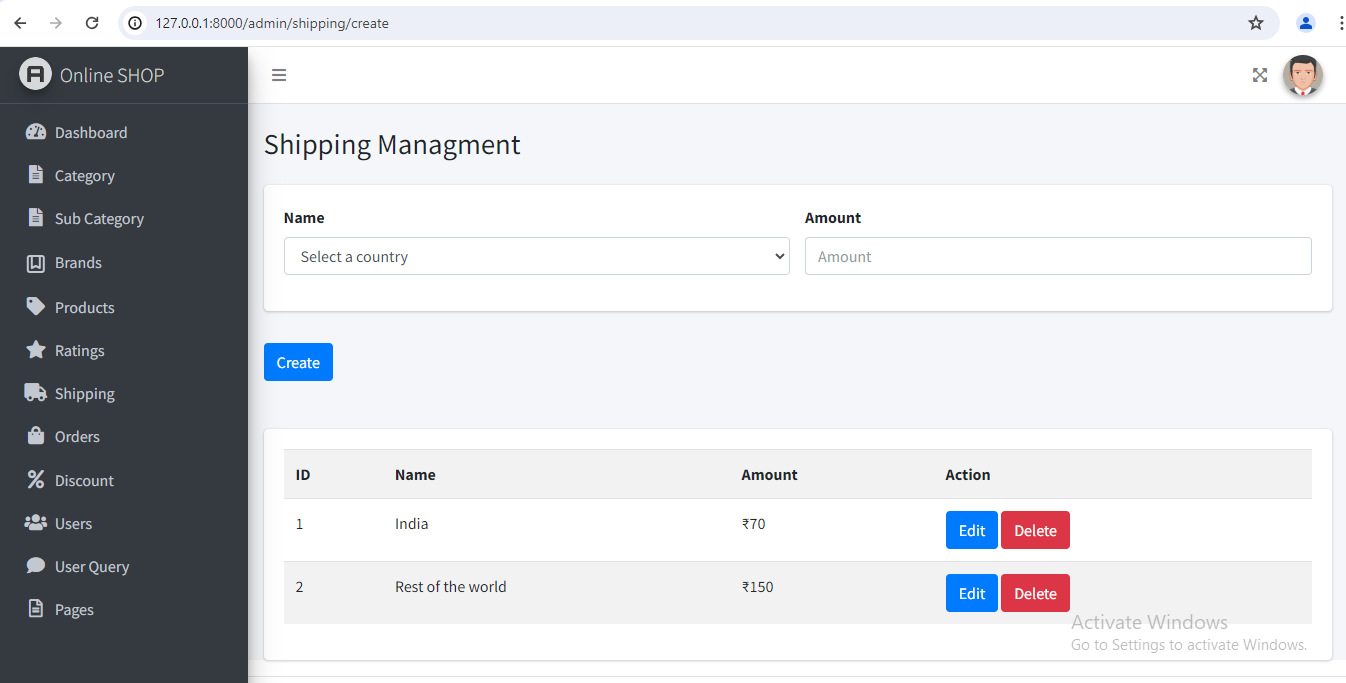 127.0.0.1:8000/admin/shipping/create
Online SHOP
Dashboard
Category
Sub Category
Brands
Products
Ratings
Shipping
Orders
Discount
Users
User Query
Pages
Shipping Managment
Name Amount
Select a country Amount
Create
ID Name Amount Action
1 India ₹70 Edit Delete
2 Rest of the world ₹150 Edit Delete
Activate Windows
Go to Settings to activate Windows.